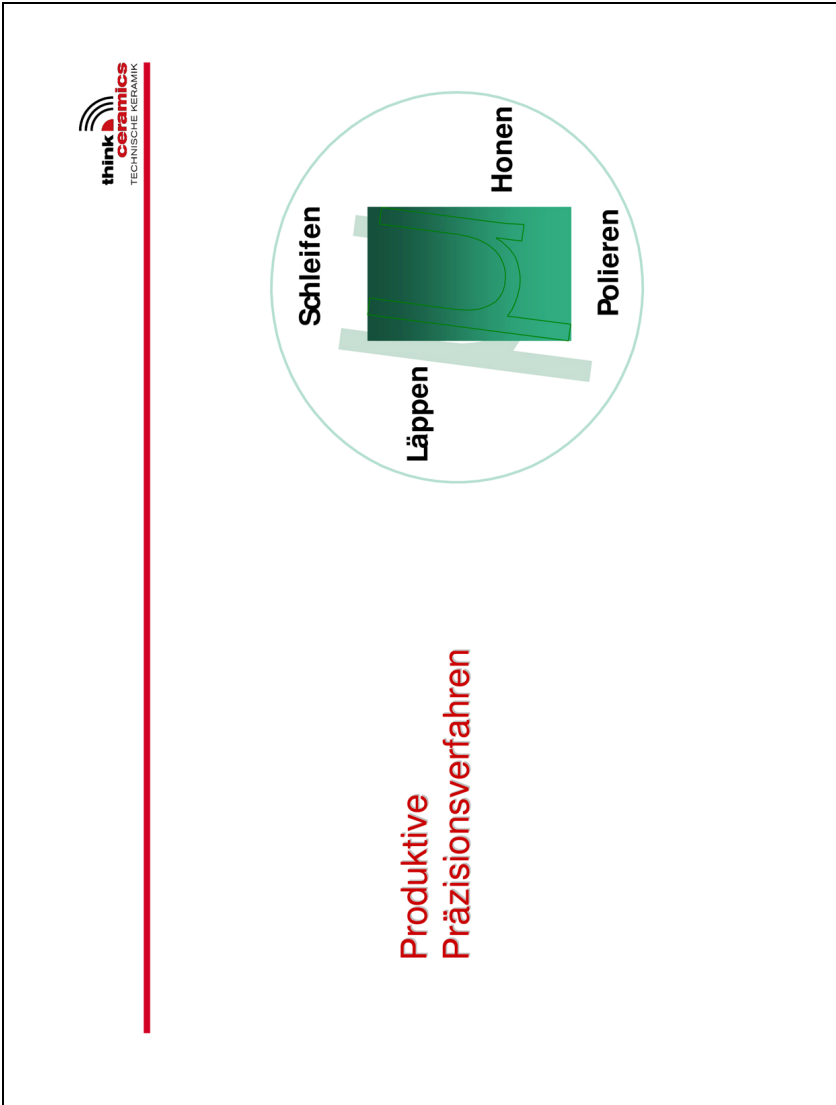 think
ceramics
TECHNISCHE KERAMIK
Produktive
Präzisionsverfahren
Schleifen
Läppen
Honen
Polieren
µ